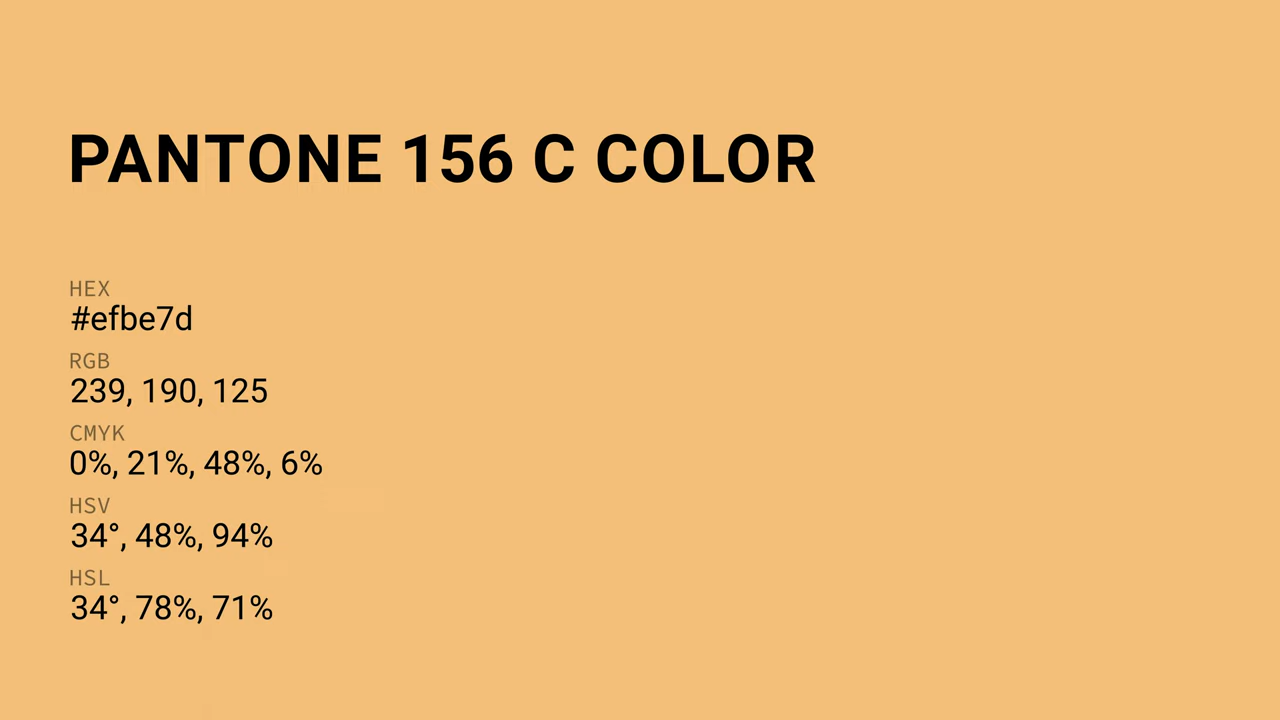 PANTONE 156 C COLOR
HEX
#efbe7d
RGB
239, 190, 125
CMYK
0%, 21%, 48%, 6%
HSV
34°, 48%, 94%
HSL
34°, 78%, 71%